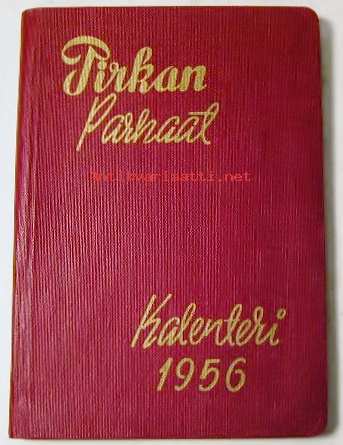 Pirkan
Parhaat
Antikvariaatti.net
Kalenteri
1956